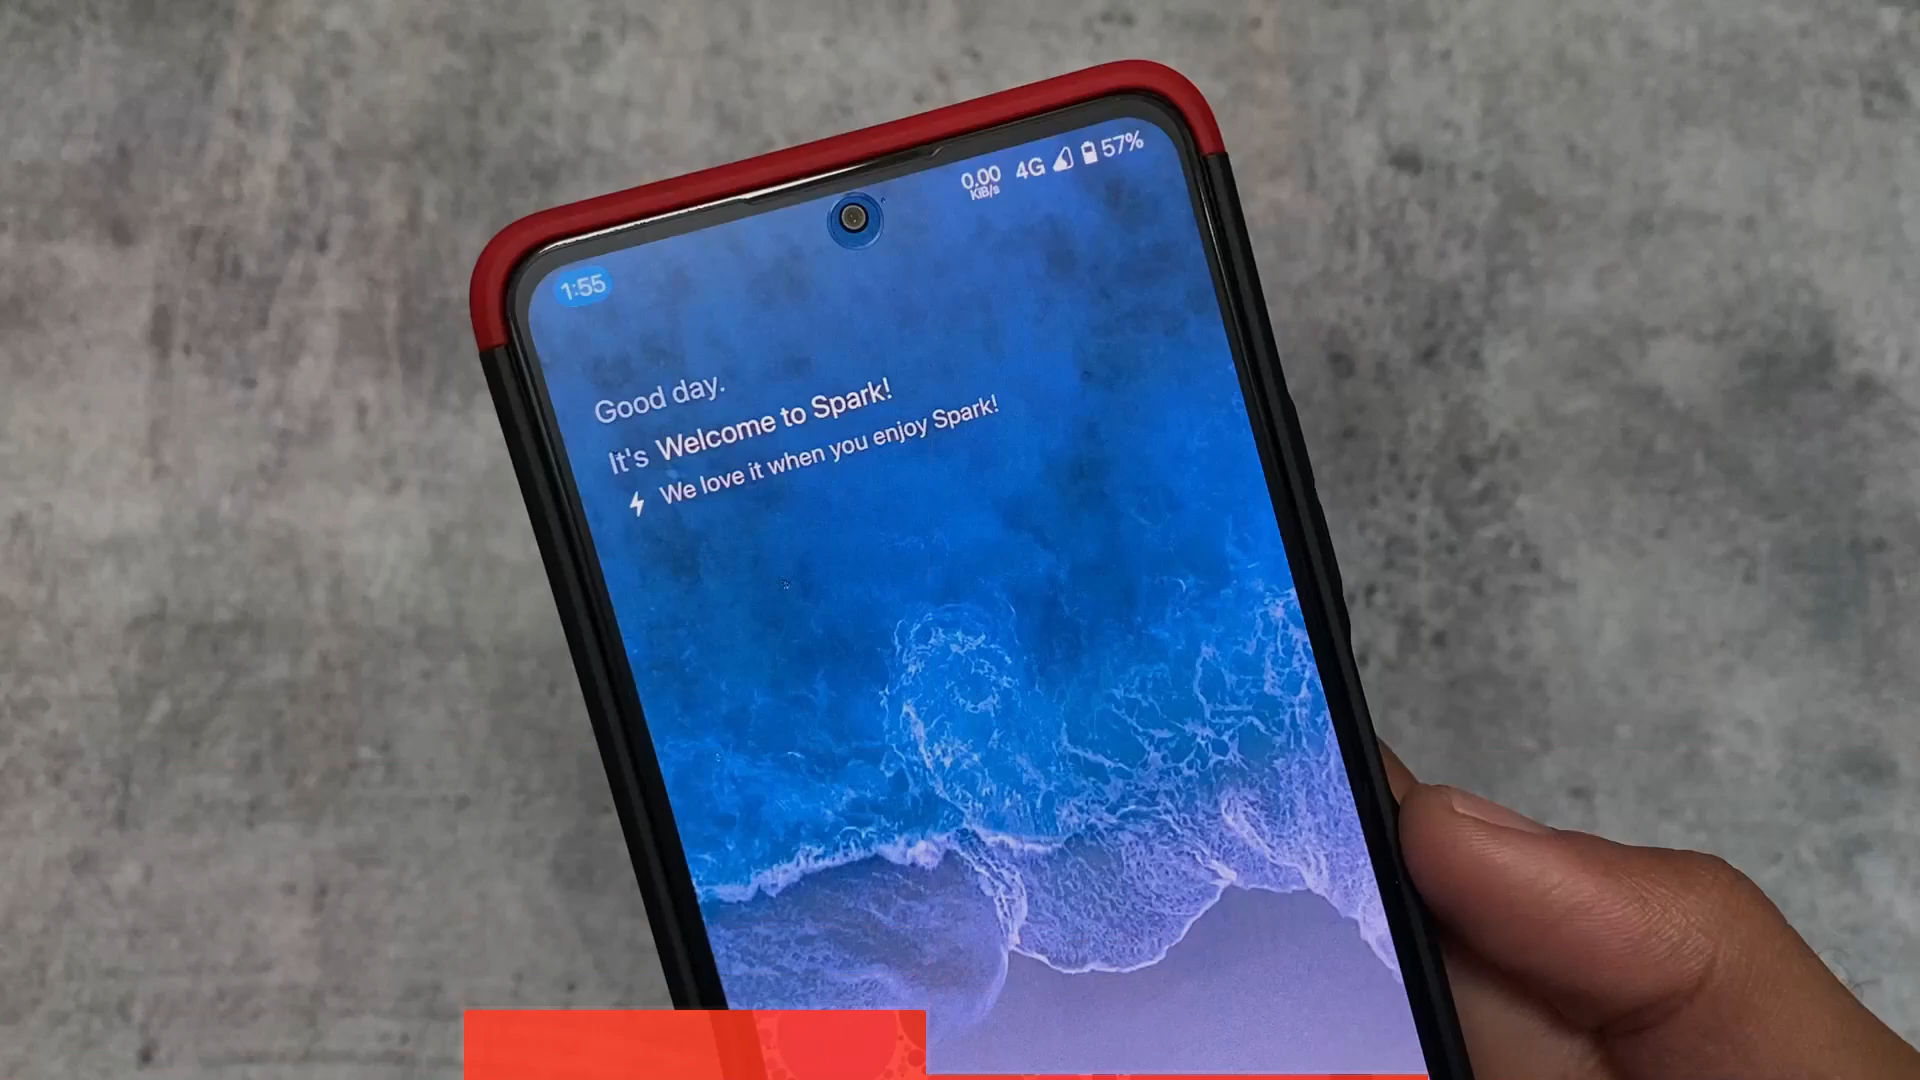 0.00 4G 57%
KiB/s
1:55
Good day.
It's Welcome to Spark!
We love it when you enjoy Spark!